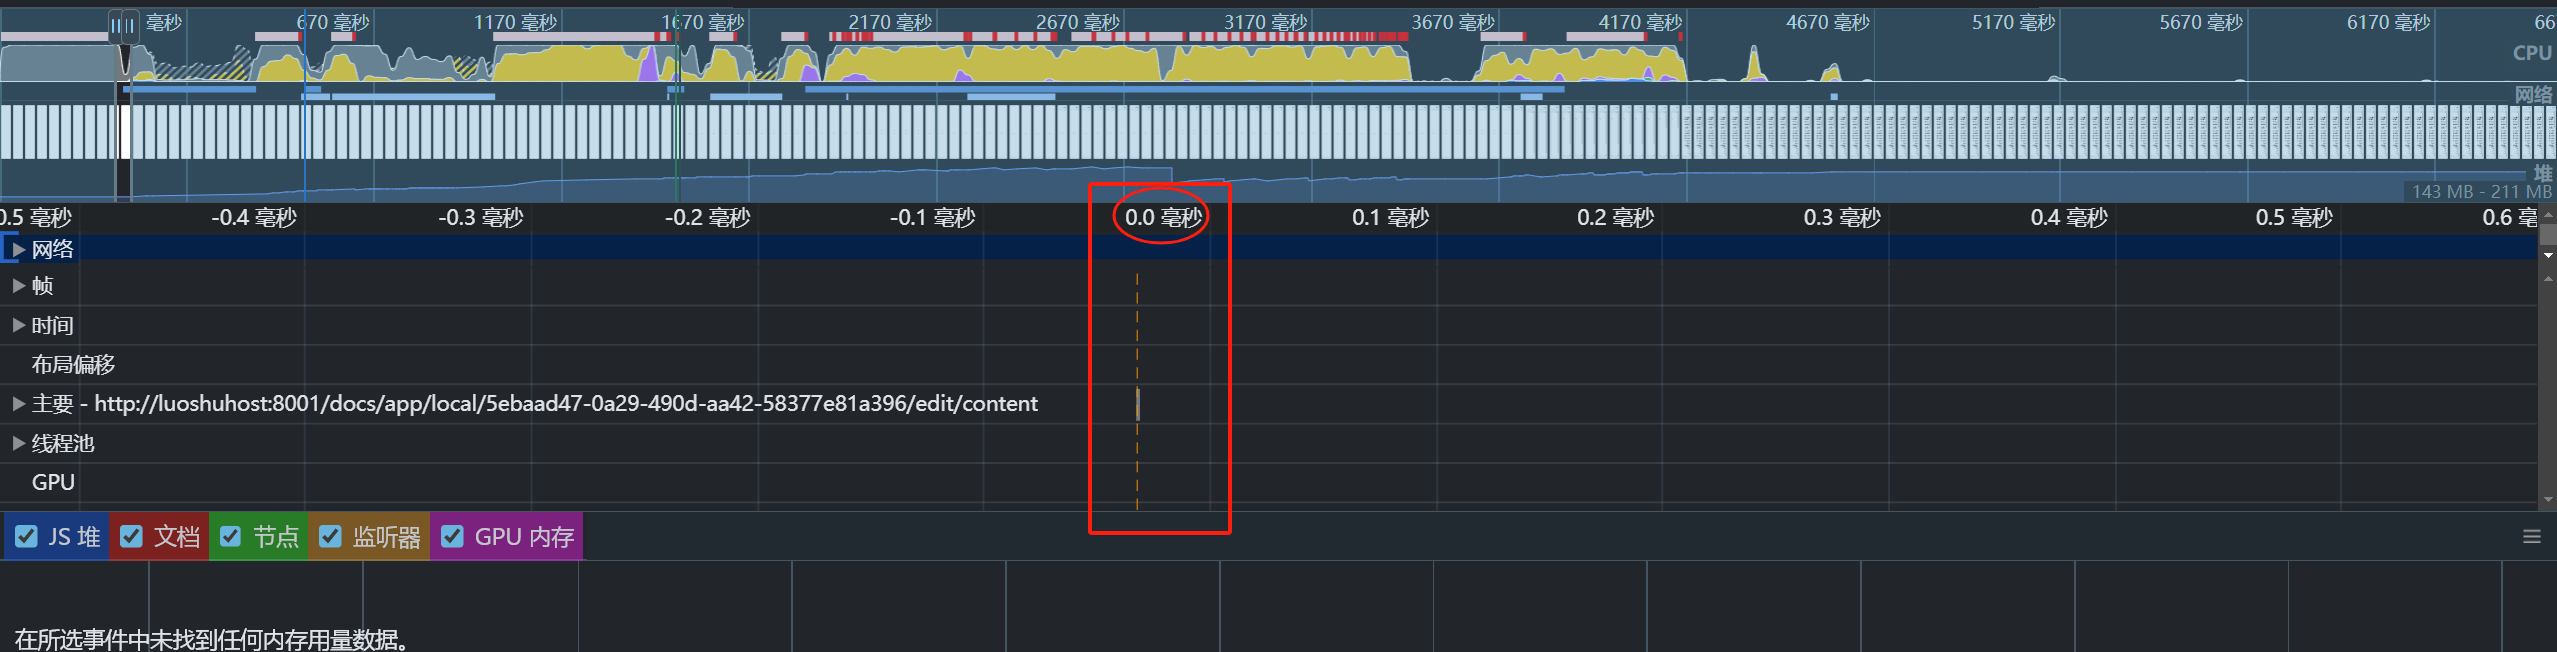 毫秒 670 毫秒 1170 毫秒 1670 毫秒 2170 毫秒 2670 毫秒 3170 毫秒 3670 毫秒 4170 毫秒 4670 毫秒 5170 毫秒 5670 毫秒 6170 毫秒 66
CPU
网络
堆
143 MB - 211 MB
0.5 毫秒 -0.4 毫秒 -0.3 毫秒 -0.2 毫秒 -0.1 毫秒 0.0 毫秒 0.1 毫秒 0.2 毫秒 0.3 毫秒 0.4 毫秒 0.5 毫秒 0.6 毫
网络
帧
时间
布局偏移
主要 - http://luoshuhost:8001/docs/app/local/5ebaad47-0a29-490d-aa42-58377e81a396/edit/content
线程池
GPU
JS 堆 文档 节点 监听器 GPU 内存
在所选事件中未找到任何内存用量数据。